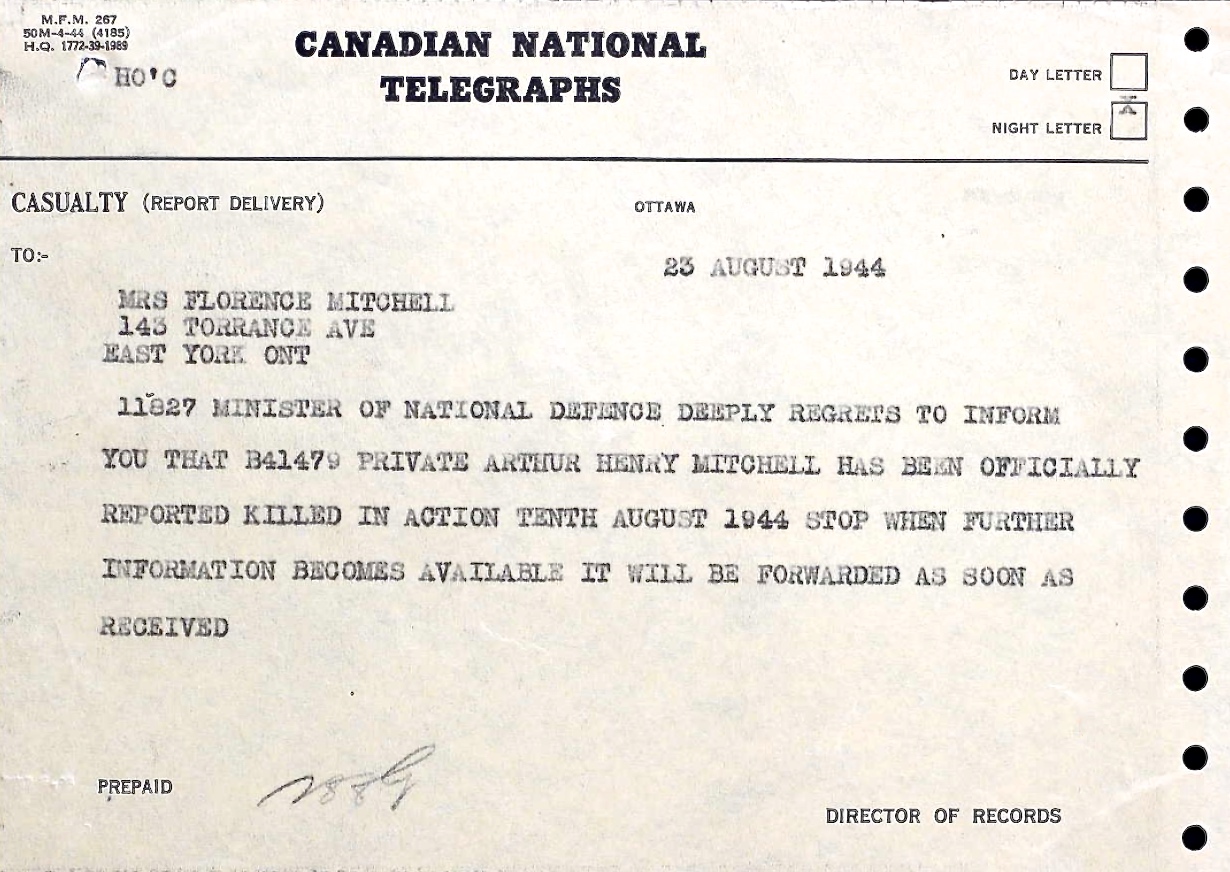 M.F.M. 267
50M-4-44 (4185)
H.Q. 1772-39-1989
HO'C
CANADIAN NATIONAL
TELEGRAPHS
DAY LETTER
NIGHT LETTER
X
CASUALTY (REPORT DELIVERY)
OTTAWA
TO:-
23 AUGUST 1944
MRS FLORENCE MITCHELL
143 TORRANCE AVE
EAST YORK ONT
11827 MINISTER OF NATIONAL DEFENCE DEEPLY REGRETS TO INFORM
YOU THAT B41479 PRIVATE ARTHUR HENRY MITCHELL HAS BEEN OFFICIALLY
REPORTED KILLED IN ACTION TENTH AUGUST 1944 STOP WHEN FURTHER
INFORMATION BECOMES AVAILABLE IT WILL BE FORWARDED AS SOON AS
RECEIVED
PREPAID
DIRECTOR OF RECORDS